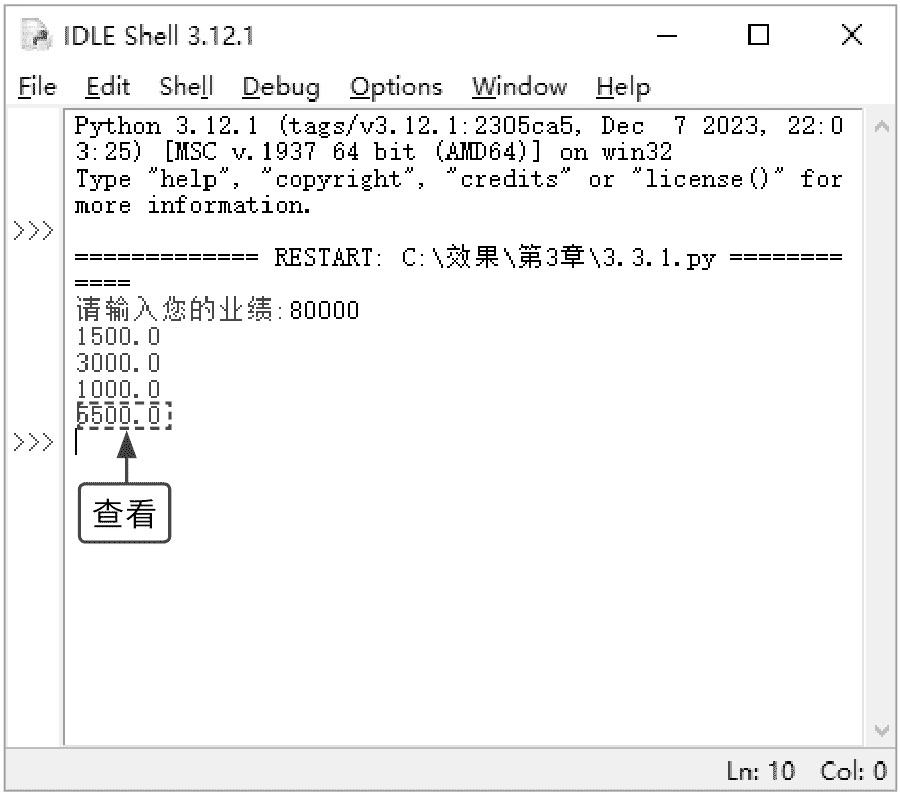 IDLE Shell 3.12.1
File Edit Shell Debug Options Window Help
Python 3.12.1 (tags/v3.12.1:2305ca5, Dec  7 2023, 22:0
3:25) [MSC v.1937 64 bit (AMD64)] on win32
Type "help", "copyright", "credits" or "license()" for
more information.
>>>
============= RESTART: C:\效果\第3章\3.3.1.py =========
====
请输入您的业绩:80000
1500.0
3000.0
1000.0
5500.0
>>>
查看
Ln: 10 Col: 0